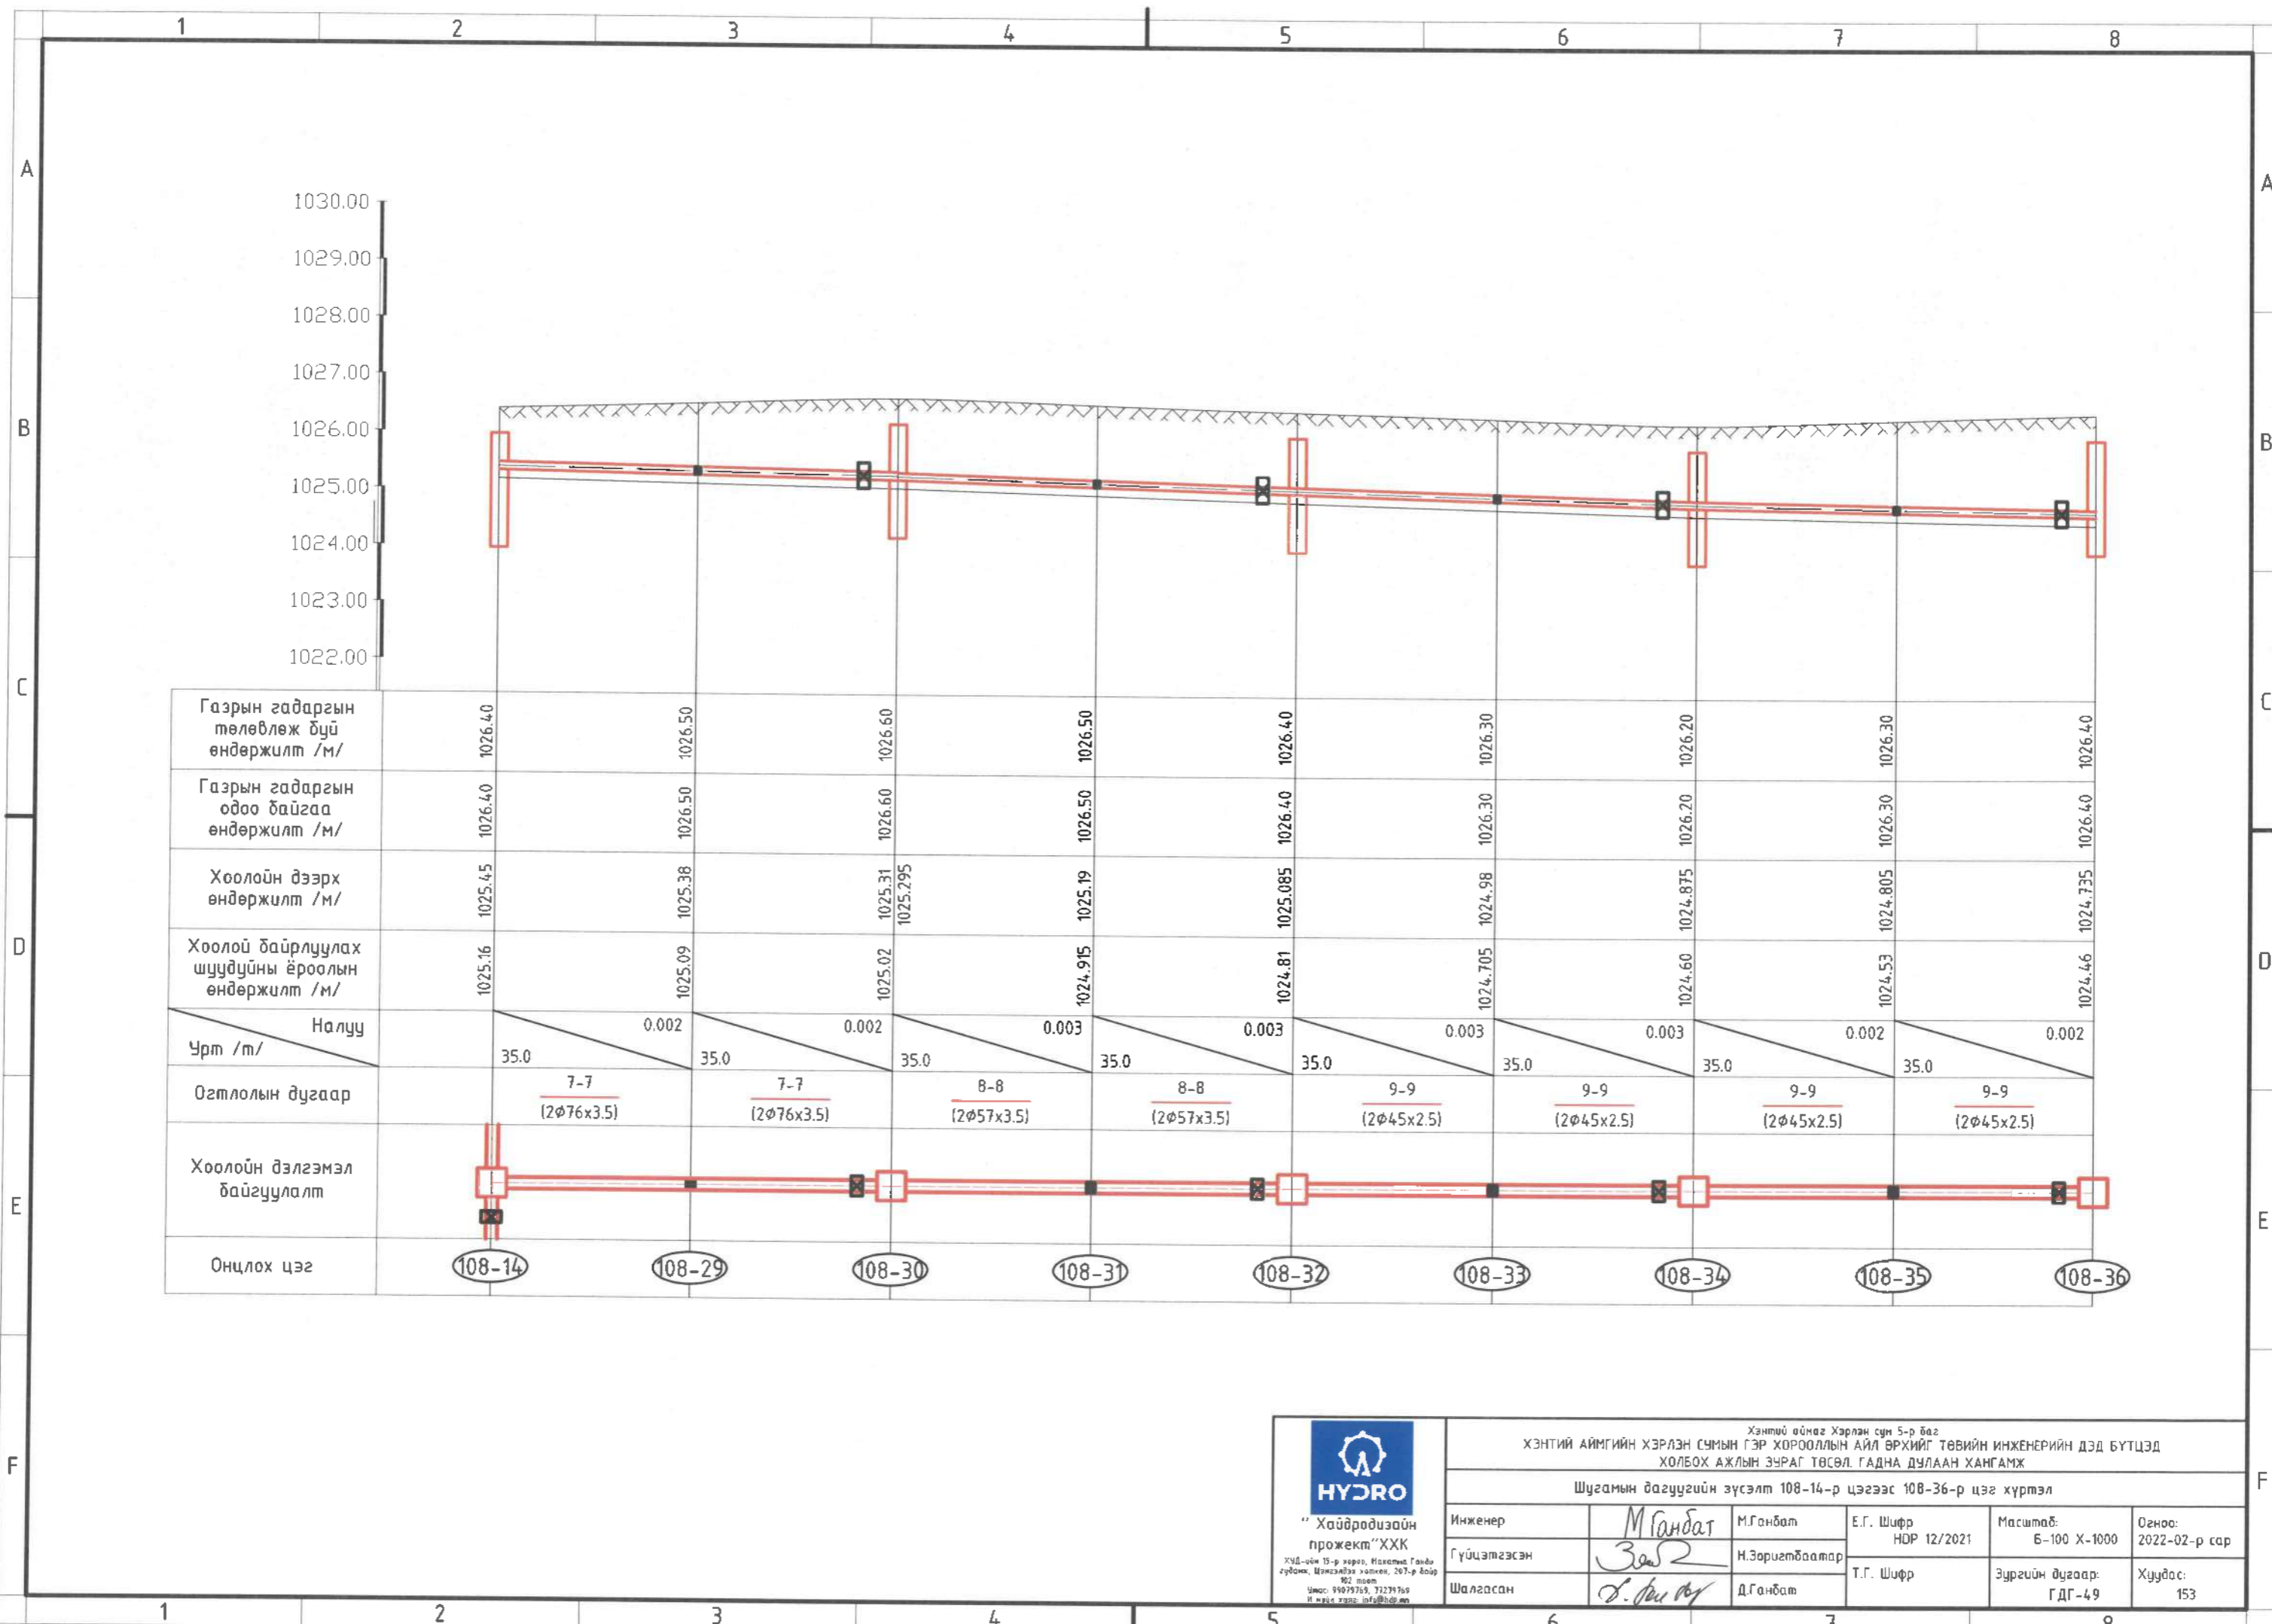 1 2 3 4 5 6 7 8
A A
1030.00
1029.00
1028.00
1027.00
B B
1026.00
1025.00
1024.00
1023.00
1022.00
C C
Газрын гадаргын
төлөвлөж буй
өндөржилт /м/
1026.40 1026.50 1026.60 1026.50 1026.40 1026.30 1026.20 1026.30 1026.40
Газрын гадаргын
одоо байгаа
өндөржилт /м/
1026.40 1026.50 1026.60 1026.50 1026.40 1026.30 1026.20 1026.30 1026.40
Хоолойн дээрх
өндөржилт /м/
1025.45 1025.38 1025.31 1025.295 1025.19 1025.085 1024.98 1024.875 1024.805 1024.735
D D
Хоолой байрлуулах
шуудуйны ёроолын
өндөржилт /м/
1025.16 1025.09 1025.02 1024.915 1024.81 1024.705 1024.60 1024.53 1024.46
Налуу
0.002 0.002 0.003 0.003 0.003 0.003 0.002 0.002
Урт /m/
35.0 35.0 35.0 35.0 35.0 35.0 35.0 35.0
Огтлолын дугаар
7-7 7-7 8-8 8-8 9-9 9-9 9-9 9-9
(2Ø76x3.5) (2Ø76x3.5) (2Ø57x3.5) (2Ø57x3.5) (2Ø45x2.5) (2Ø45x2.5) (2Ø45x2.5) (2Ø45x2.5)
Хоолойн дэлгэмэл
байгуулалт
E E
Онцлох цэг
108-14 108-29 108-30 108-31 108-32 108-33 108-34 108-35 108-36
F F
HYDRO
" Хайдродизайн
прожект"ХХК
Хэнтий аймаг Хэрлэн сум 5-р баг
ХЭНТИЙ АЙМГИЙН ХЭРЛЭН СУМЫН ГЭР ХОРООЛЛЫН АЙЛ ӨРХИЙГ ТӨВИЙН ИНЖЕНЕРИЙН ДЭД БҮТЦЭД
ХОЛБОХ АЖЛЫН ЗУРАГ ТӨСӨЛ. ГАДНА ДУЛААН ХАНГАМЖ
Шугамын дагуугийн зүсэлт 108-14-р цэгээс 108-36-р цэг хүртэл
Инженер М Ганбат М.Ганбат
Гүйцэтгэсэн Н.Зоригтбаатар
Шалгасан Д.Ганбат
Е.Г. Шифр
HDP 12/2021
Масштаб:
Б-100 Х-1000
Огноо:
2022-02-р сар
Т.Г. Шифр
Зургийн дугаар:
ГДГ-49
Хуудас:
153
1 2 3 4 5 6 7 8